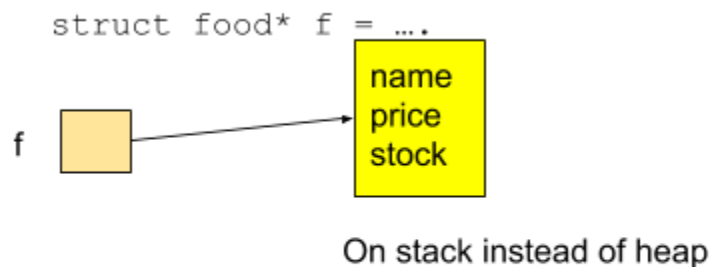 struct food* f = ….
name
price
f
stock
On stack instead of heap